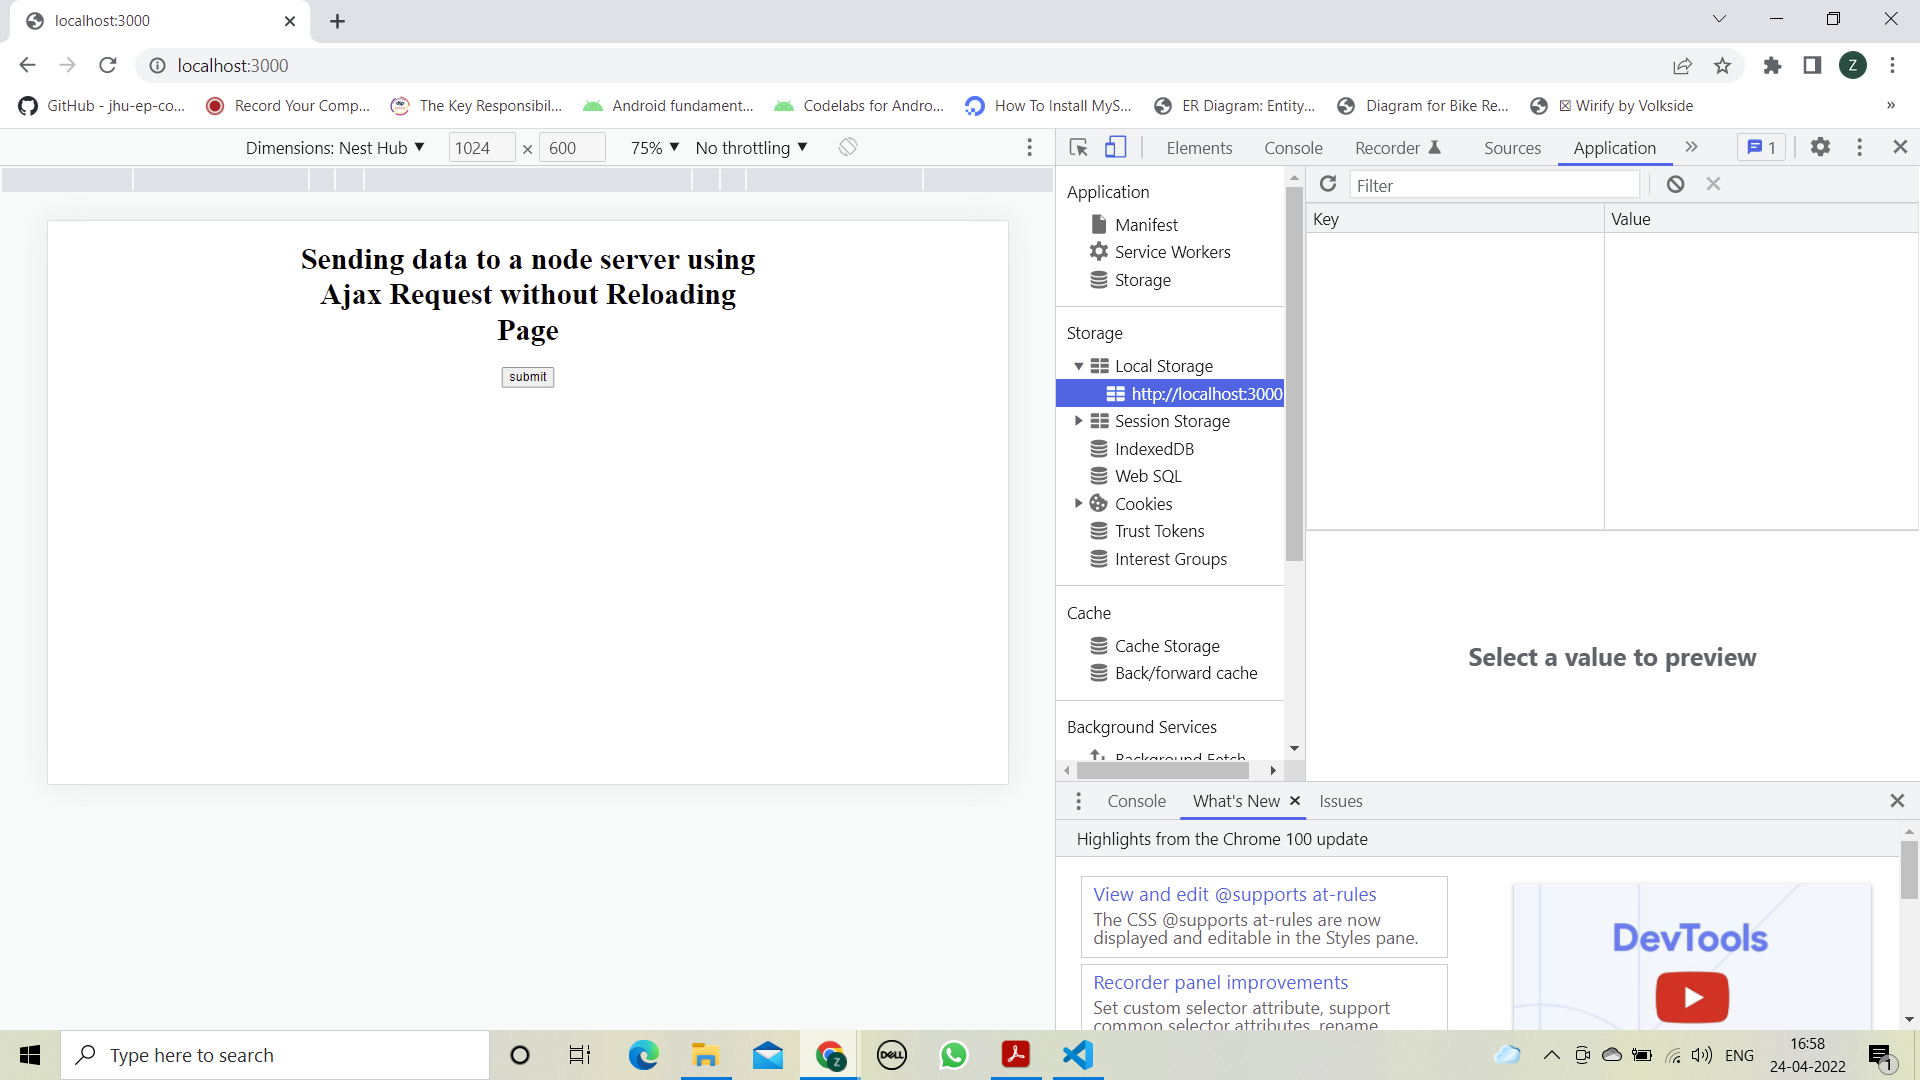 localhost:3000
localhost:3000
GitHub - jhu-ep-co... Record Your Comp... The Key Responsibil... Android fundament... Codelabs for Andro... How To Install MyS... ER Diagram: Entity... Diagram for Bike Re... Wirify by Volkside »
Dimensions: Nest Hub ▼ 1024 × 600 75% ▼ No throttling ▼
Sending data to a node server using
Ajax Request without Reloading
Page
submit
Elements Console Recorder Sources Application » 1
Application
Manifest
Service Workers
Storage
Storage
Local Storage
http://localhost:3000
Session Storage
IndexedDB
Web SQL
Cookies
Trust Tokens
Interest Groups
Cache
Cache Storage
Back/forward cache
Background Services
Background Fetch
Filter
Key Value
Select a value to preview
Console What's New Issues
Highlights from the Chrome 100 update
View and edit @supports at-rules
The CSS @supports at-rules are now
displayed and editable in the Styles pane.
Recorder panel improvements
Set custom selector attribute, support
common selector attributes, rename
DevTools
Z
Type here to search
DELL
ENG
16:58
24-04-2022
1